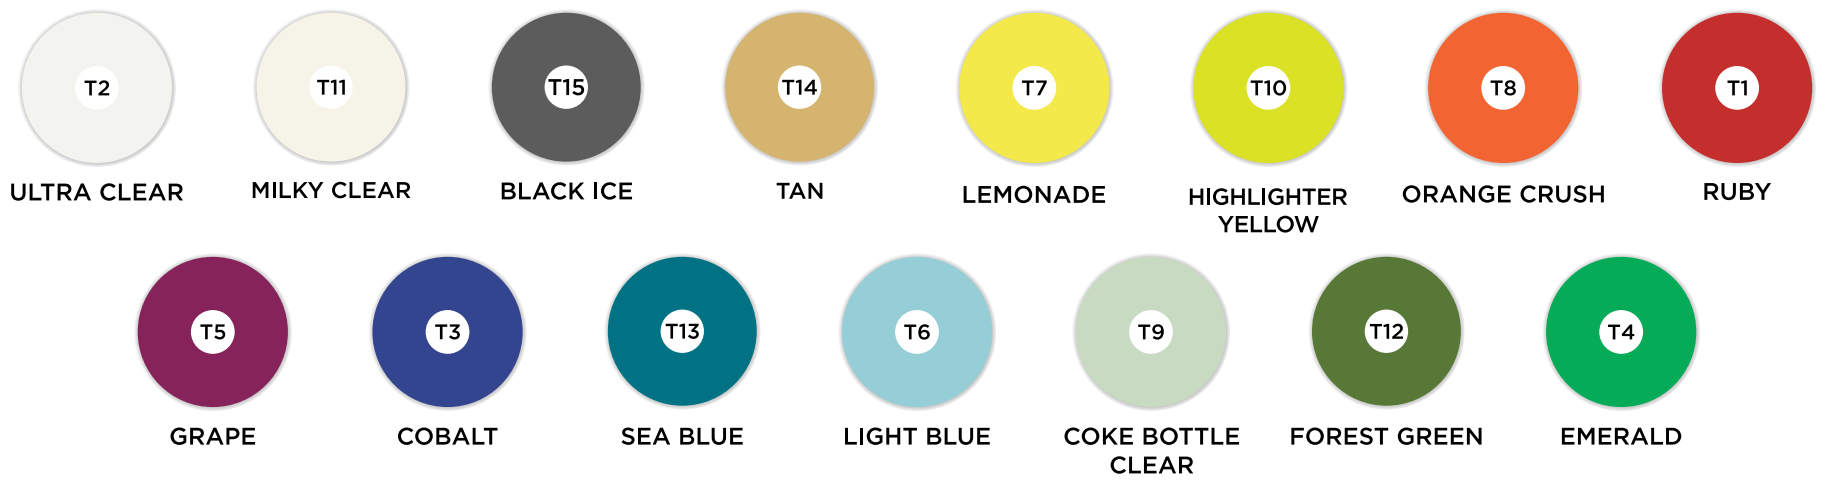 T2
ULTRA CLEAR
T11
MILKY CLEAR
T15
BLACK ICE
T14
TAN
T7
LEMONADE
T10
HIGHLIGHTER
YELLOW
T8
ORANGE CRUSH
T1
RUBY
T5
GRAPE
T3
COBALT
T13
SEA BLUE
T6
LIGHT BLUE
T9
COKE BOTTLE
CLEAR
T12
FOREST GREEN
T4
EMERALD